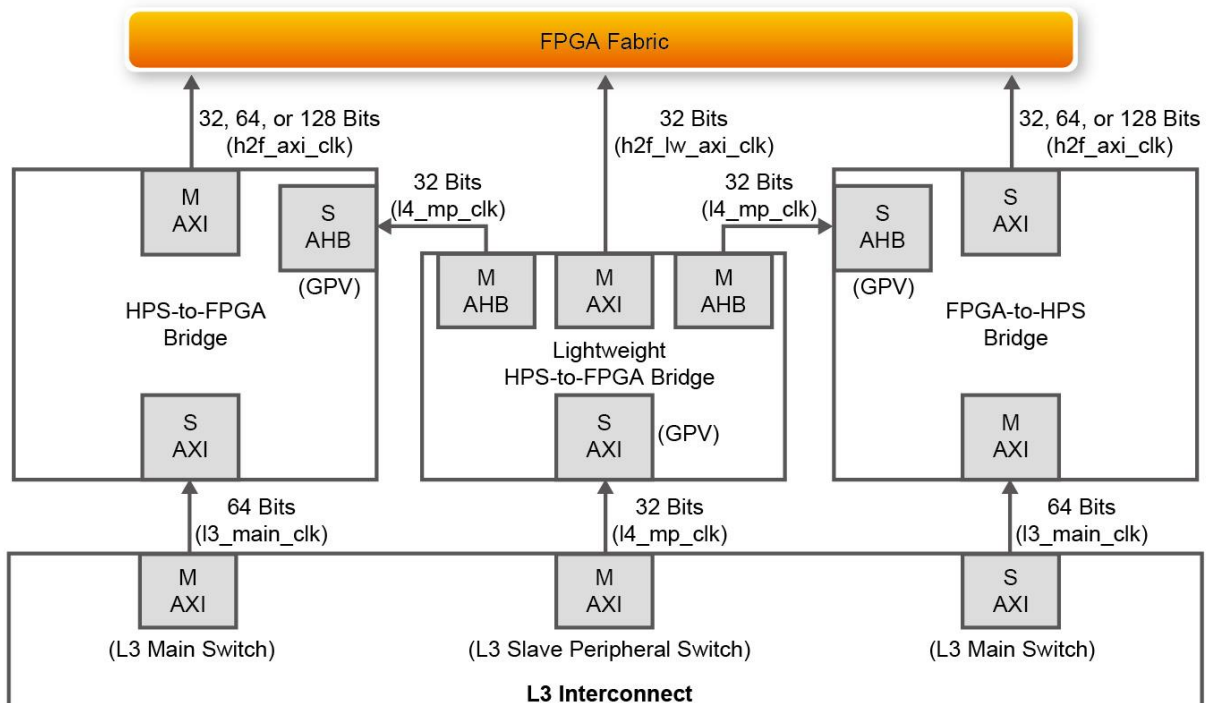 FPGA Fabric
32, 64, or 128 Bits
(h2f_axi_clk)
32 Bits
(h2f_lw_axi_clk)
32, 64, or 128 Bits
(h2f_axi_clk)
M
AXI
S
AHB
(GPV)
32 Bits
(l4_mp_clk)
32 Bits
(l4_mp_clk)
S
AHB
(GPV)
S
AXI
HPS-to-FPGA
Bridge
M
AHB
M
AXI
M
AHB
Lightweight
HPS-to-FPGA Bridge
FPGA-to-HPS
Bridge
S
AXI
S
AXI
(GPV)
M
AXI
64 Bits
(l3_main_clk)
32 Bits
(l4_mp_clk)
64 Bits
(l3_main_clk)
M
AXI
(L3 Main Switch)
M
AXI
(L3 Slave Peripheral Switch)
S
AXI
(L3 Main Switch)
L3 Interconnect